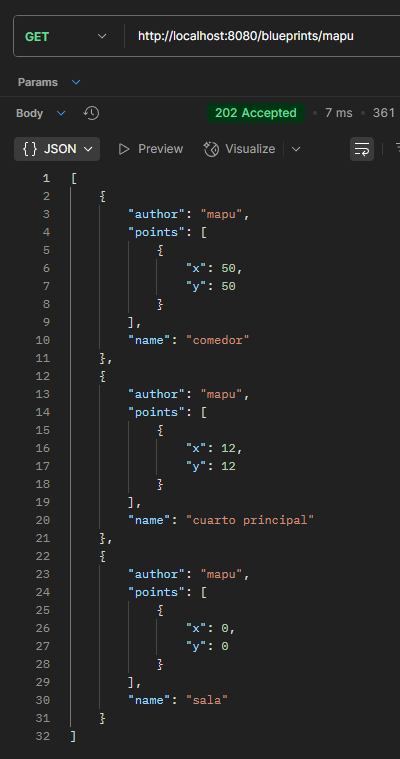 GET http://localhost:8080/blueprints/mapu
Params
Body 202 Accepted • 7 ms • 361
{} JSON Preview Visualize
1 [
2 {
3 "author": "mapu",
4 "points": [
5 {
6 "x": 50,
7 "y": 50
8 }
9 ],
10 "name": "comedor"
11 },
12 {
13 "author": "mapu",
14 "points": [
15 {
16 "x": 12,
17 "y": 12
18 }
19 ],
20 "name": "cuarto principal"
21 },
22 {
23 "author": "mapu",
24 "points": [
25 {
26 "x": 0,
27 "y": 0
28 }
29 ],
30 "name": "sala"
31 }
32 ]